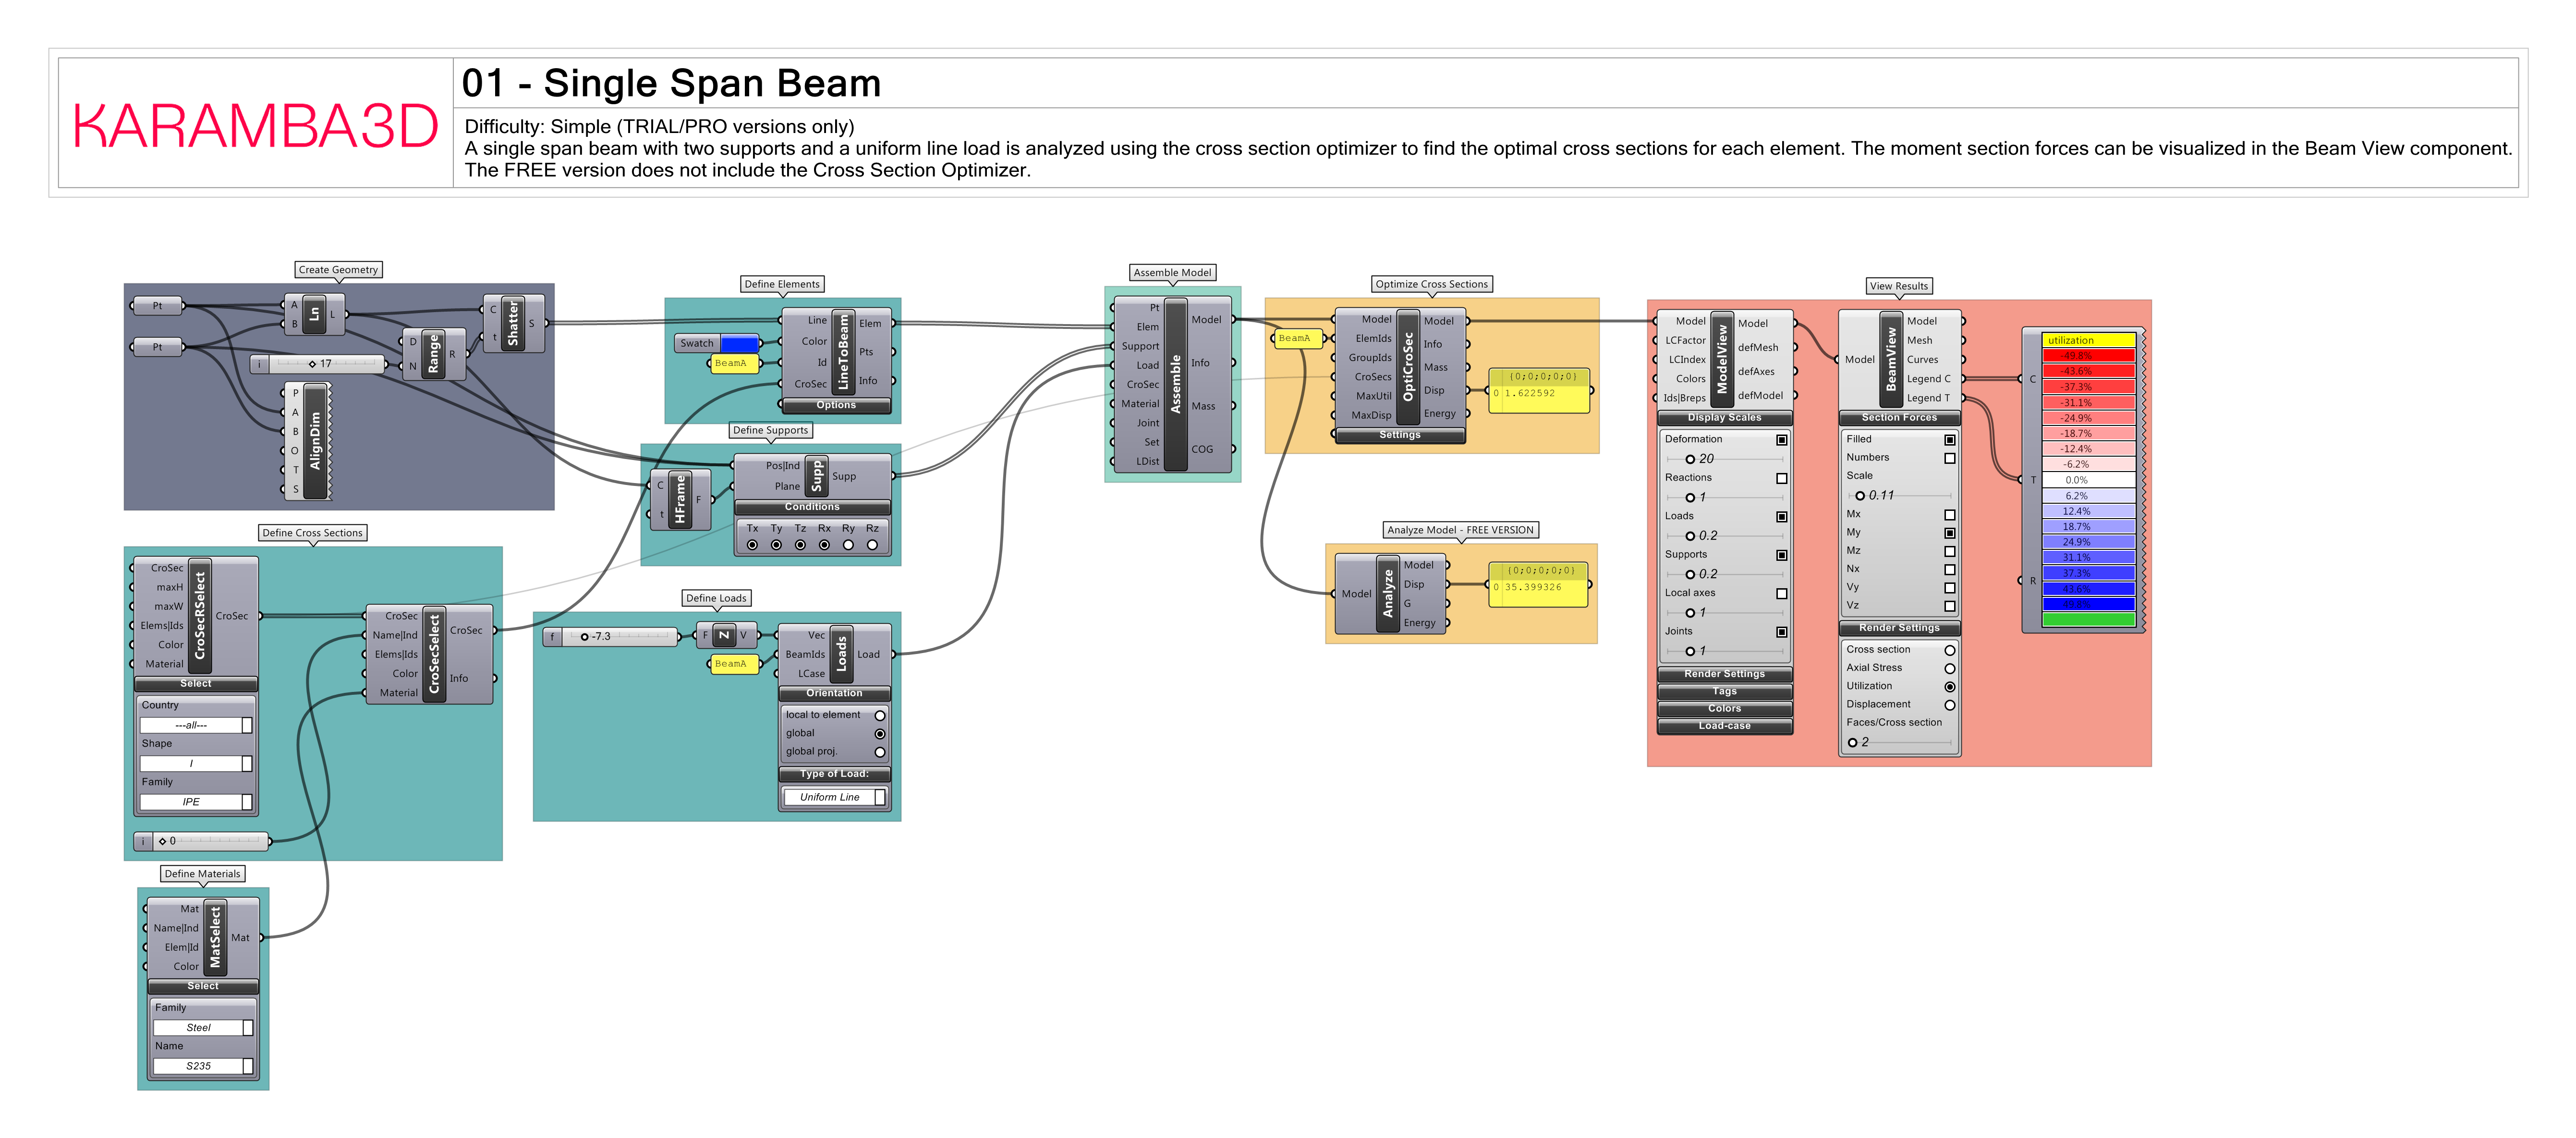 KARAMBA3D
01 - Single Span Beam
Difficulty: Simple (TRIAL/PRO versions only)
A single span beam with two supports and a uniform line load is analyzed using the cross section optimizer to find the optimal cross sections for each element. The moment section forces can be visualized in the Beam View component.
The FREE version does not include the Cross Section Optimizer.
Create Geometry
Pt
Pt
A
B
Ln
L
i
17
D
N
Range
R
C
t
Shatter
S
P
A
B
O
T
S
AlignDim
Define Cross Sections
CroSec
maxH
maxW
Elems|Ids
Color
Material
CroSecRSelect
CroSec
Select
Country
---all---
Shape
I
Family
IPE
i
0
CroSec
Name|Ind
Elems|Ids
Color
Material
CroSecSelect
CroSec
Info
Define Materials
Mat
Name|Ind
Elem|Id
Color
MatSelect
Mat
Select
Family
Steel
Name
S235
Define Elements
Swatch
BeamA
Line
Color
Id
CroSec
LineToBeam
Elem
Pts
Info
Options
Define Supports
C
t
HFrame
F
Pos|Ind
Plane
Supp
Supp
Conditions
Tx Ty Tz Rx Ry Rz
Define Loads
f
-7.3
F
Z
V
BeamA
Vec
BeamIds
LCase
Loads
Load
Orientation
local to element
global
global proj.
Type of Load:
Uniform Line
Assemble Model
Pt
Elem
Support
Load
CroSec
Material
Joint
Set
LDist
Assemble
Model
Info
Mass
COG
Optimize Cross Sections
BeamA
Model
ElemIds
GroupIds
CroSecs
MaxUtil
MaxDisp
OptiCroSec
Model
Info
Mass
Disp
Energy
Settings
{0;0;0;0;0}
0 1.622592
Analyze Model - FREE VERSION
Model
Analyze
Model
Disp
G
Energy
{0;0;0;0;0}
0 35.399326
View Results
Model
LCFactor
LCIndex
Colors
Ids|Breps
ModelView
Model
defMesh
defAxes
defModel
Display Scales
Deformation
20
Reactions
1
Loads
0.2
Supports
0.2
Local axes
1
Joints
1
Render Settings
Tags
Colors
Load-case
Model
BeamView
Model
Mesh
Curves
Legend C
Legend T
Section Forces
Filled
Numbers
Scale
0.11
Mx
My
Mz
Nx
Vy
Vz
Render Settings
Cross section
Axial Stress
Utilization
Displacement
Faces/Cross section
2
C
T
R
utilization
-49.8%
-43.6%
-37.3%
-31.1%
-24.9%
-18.7%
-12.4%
-6.2%
0.0%
6.2%
12.4%
18.7%
24.9%
31.1%
37.3%
43.6%
49.8%